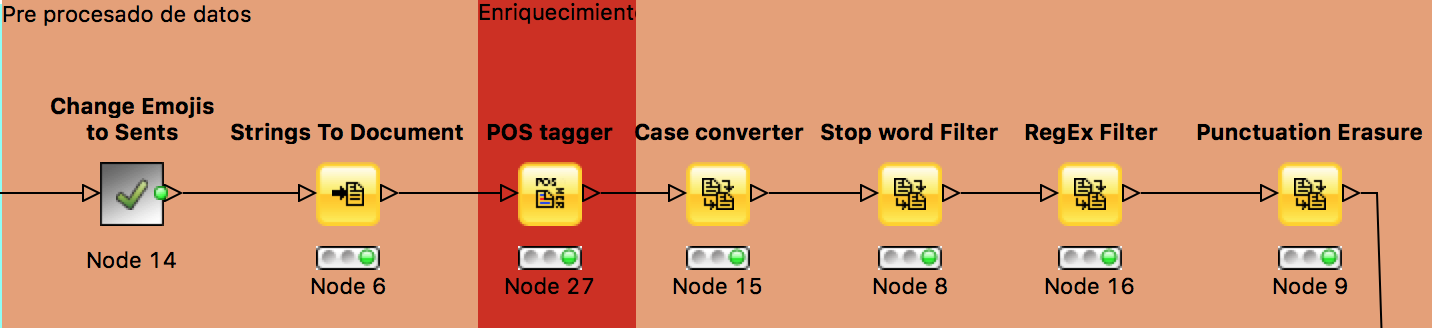 Pre procesado de datos
Enriquecimient
Change Emojis
to Sents
Strings To Document
POS tagger
Case converter
Stop word Filter
RegEx Filter
Punctuation Erasure
POS
Node 14
Node 6
Node 27
Node 15
Node 8
Node 16
Node 9